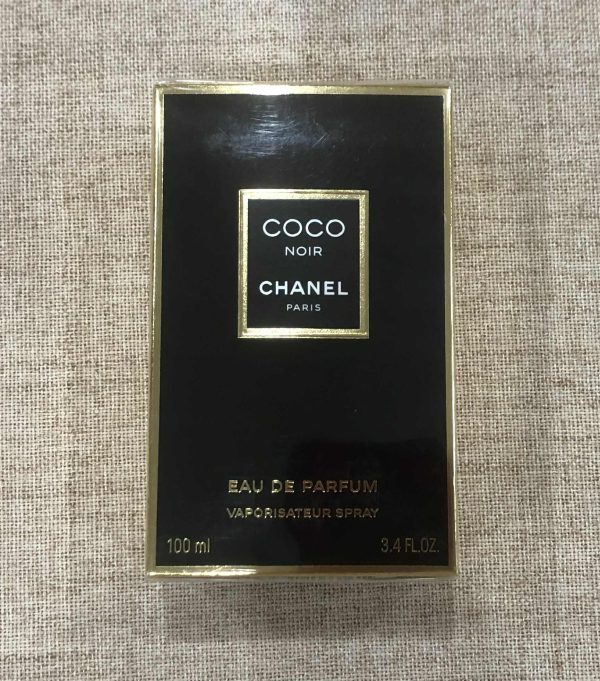 COCO
NOIR
CHANEL
PARIS
EAU DE PARFUM
VAPORISATEUR SPRAY
100 ml 3.4 FL.OZ.